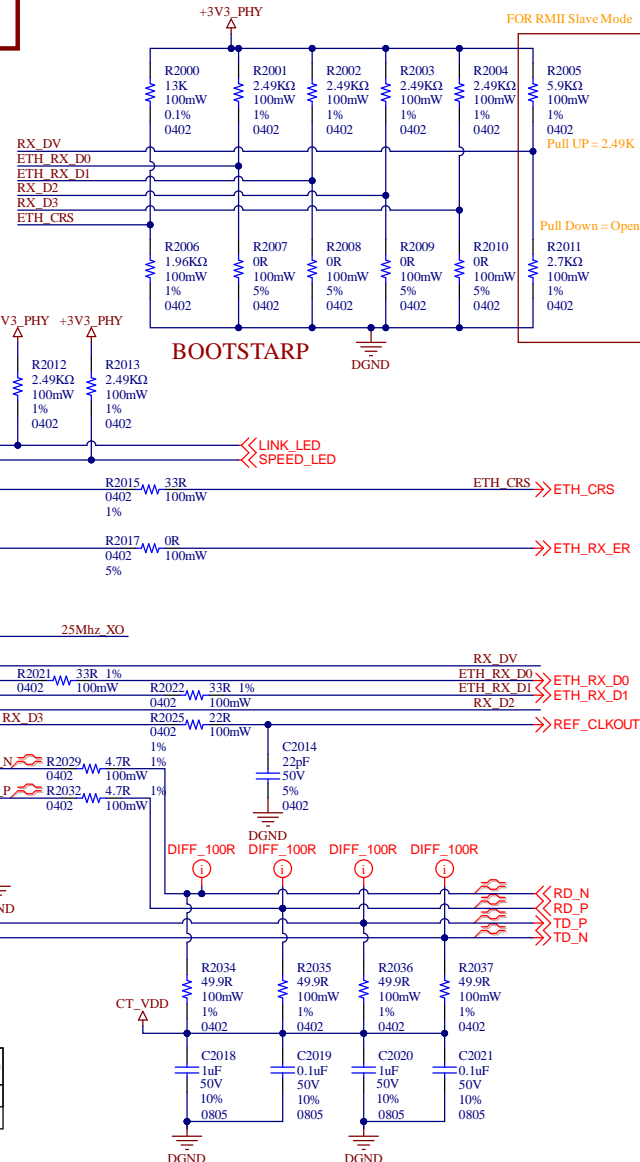 +3V3_PHY
FOR RMII Slave Mode
R2000
13K
100mW
0.1%
0402
R2001
2.49KΩ
100mW
1%
0402
R2002
2.49KΩ
100mW
1%
0402
R2003
2.49KΩ
100mW
1%
0402
R2004
2.49KΩ
100mW
1%
0402
R2005
5.9KΩ
100mW
1%
0402
Pull UP = 2.49K
RX_DV
ETH_RX_D0
ETH_RX_D1
RX_D2
RX_D3
ETH_CRS
Pull Down = Open
R2006
1.96KΩ
100mW
1%
0402
R2007
0R
100mW
5%
0402
R2008
0R
100mW
5%
0402
R2009
0R
100mW
5%
0402
R2010
0R
100mW
5%
0402
R2011
2.7KΩ
100mW
1%
0402
BOOTSTARP
DGND
V3_PHY
+3V3_PHY
R2012
2.49KΩ
100mW
1%
0402
R2013
2.49KΩ
100mW
1%
0402
LINK_LED
SPEED_LED
R2015 33R
0402 100mW
1%
ETH_CRS
ETH_CRS
R2017 0R
0402 100mW
5%
ETH_RX_ER
25Mhz_XO
RX_DV
R2021 33R 1%
0402 100mW
ETH_RX_D0
ETH_RX_D0
R2022 33R 1%
0402 100mW
ETH_RX_D1
ETH_RX_D1
RX_D2
RX_D3
R2025 22R
0402 100mW
1%
REF_CLKOUT
C2014
22pF
50V
5%
0402
DGND
N R2029 4.7R 1%
0402 100mW
P R2032 4.7R 1%
0402 100mW
DIFF_100R
DIFF_100R
DIFF_100R
DIFF_100R
i
i
i
i
ND
RD_N
RD_P
TD_P
TD_N
R2034
49.9R
100mW
1%
0402
R2035
49.9R
100mW
1%
0402
R2036
49.9R
100mW
1%
0402
R2037
49.9R
100mW
1%
0402
CT_VDD
C2018
1uF
50V
10%
0805
C2019
0.1uF
50V
10%
0805
C2020
1uF
50V
10%
0805
C2021
0.1uF
50V
10%
0805
DGND
DGND